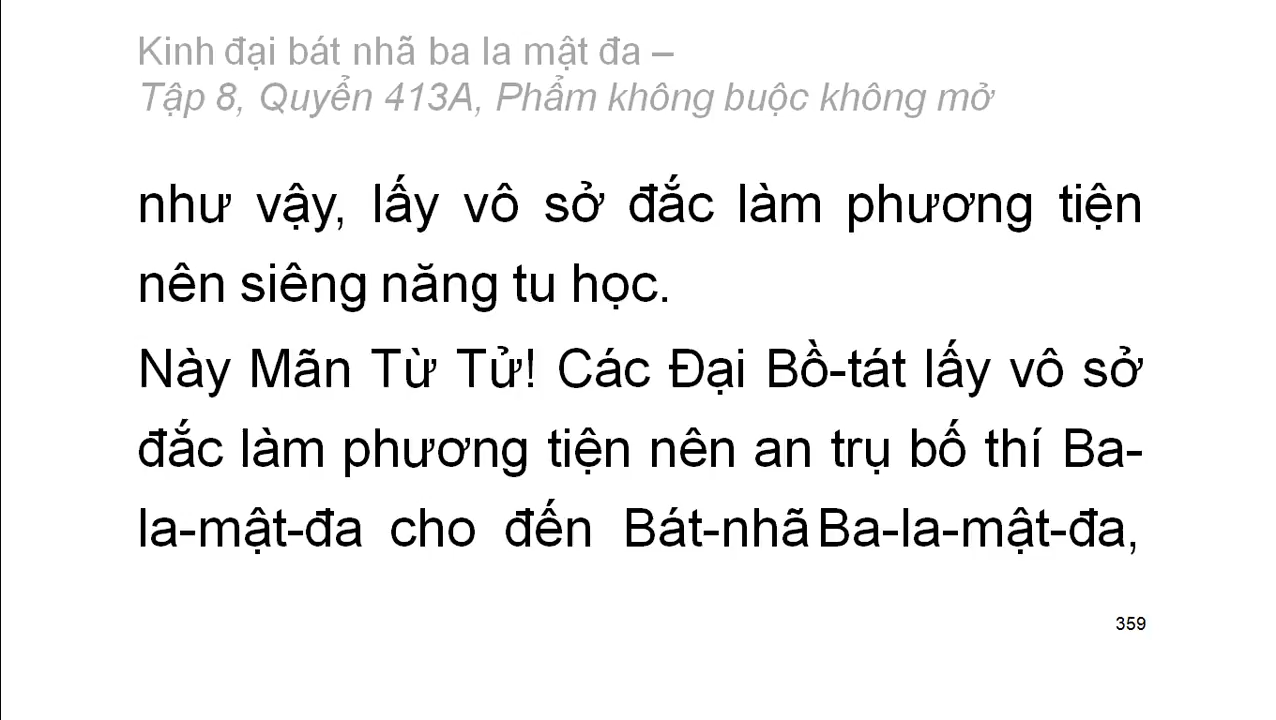 Kinh đại bát nhã ba la mật đa –
Tập 8, Quyển 413A, Phẩm không buộc không mở
như vậy, lấy vô sở đắc làm phương tiện
nên siêng năng tu học.
Này Mãn Từ Tử! Các Đại Bồ-tát lấy vô sở
đắc làm phương tiện nên an trụ bố thí Ba-
la-mật-đa cho đến Bát-nhã Ba-la-mật-đa,
359